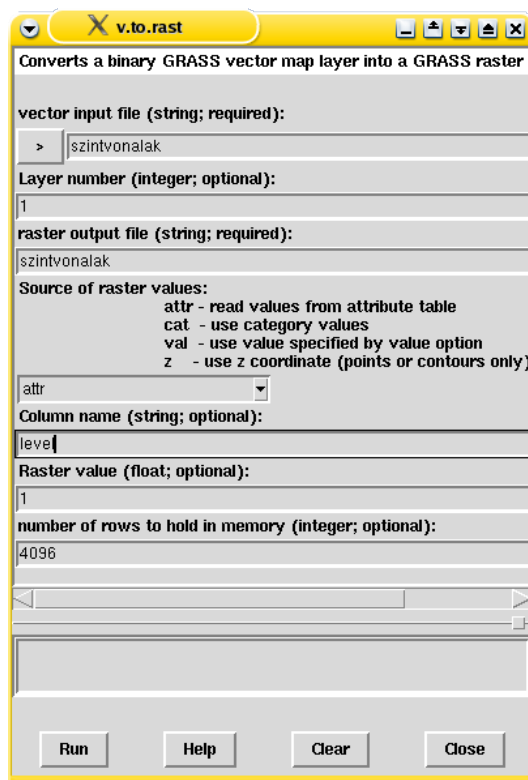 v.to.rast
Converts a binary GRASS vector map layer into a GRASS raster
vector input file (string; required):
> szintvonalak
Layer number (integer; optional):
1
raster output file (string; required):
szintvonalak
Source of raster values:
attr - read values from attribute table
cat - use category values
val - use value specified by value option
z - use z coordinate (points or contours only)
attr
Column name (string; optional):
level
Raster value (float; optional):
1
number of rows to hold in memory (integer; optional):
4096
Run Help Clear Close